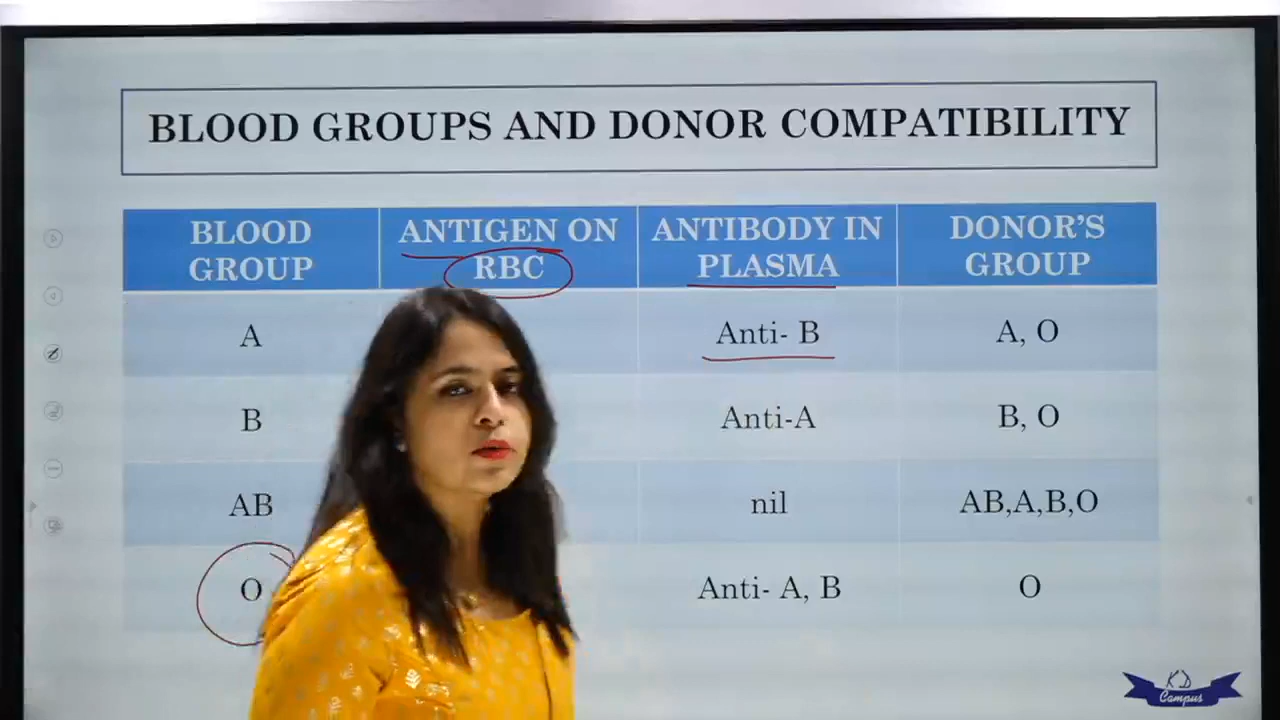 BLOOD GROUPS AND DONOR COMPATIBILITY
BLOOD GROUP
ANTIGEN ON RBC
ANTIBODY IN PLASMA
DONOR'S GROUP
A
Anti- B
A, O
B
Anti-A
B, O
AB
nil
AB,A,B,O
O
Anti- A, B
O
KD
Campus